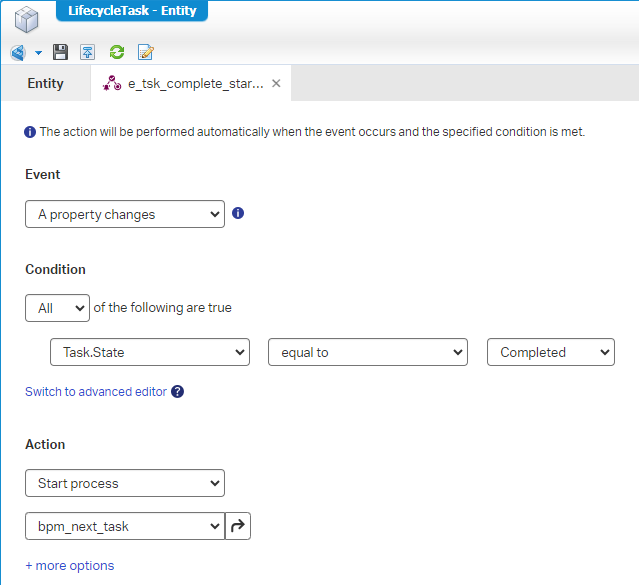 LifecycleTask - Entity
Entity
e_tsk_complete_star...
The action will be performed automatically when the event occurs and the specified condition is met.
Event
A property changes
Condition
All of the following are true
Task.State equal to Completed
Switch to advanced editor
Action
Start process
bpm_next_task
+ more options